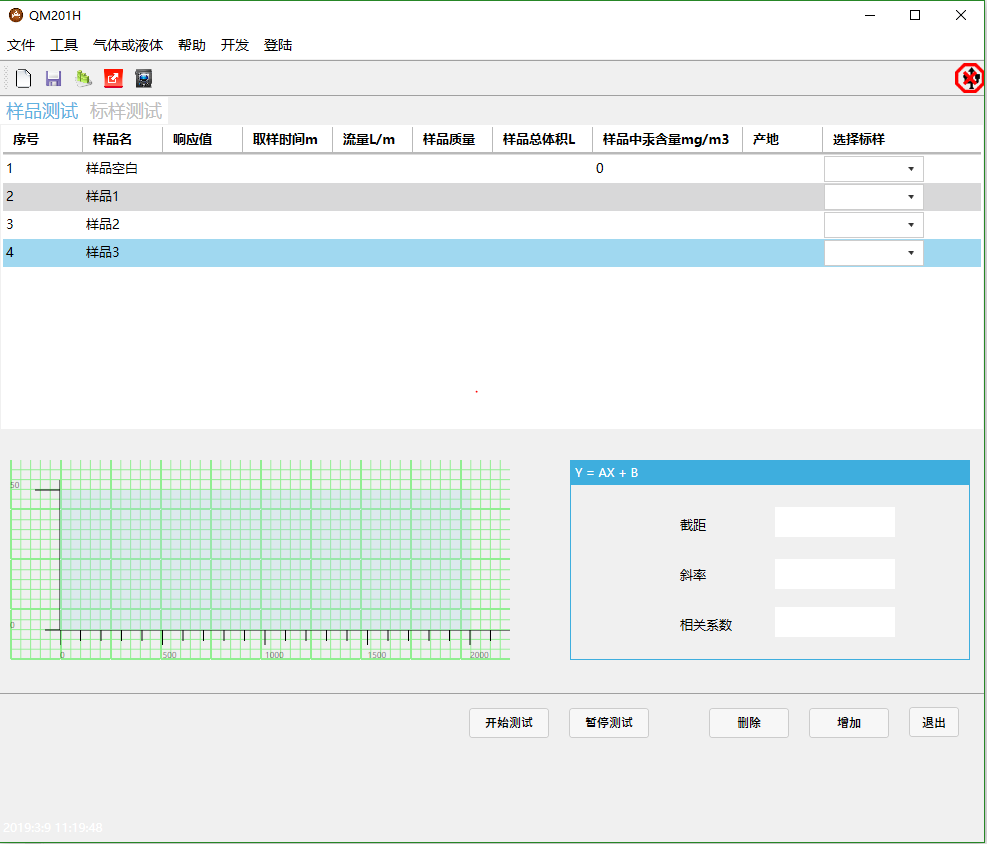 QM201H
文件 工具 气体或液体 帮助 开发 登陆
样品测试 标样测试
序号 样品名 响应值 取样时间m 流量L/m 样品质量 样品总体积L 样品中汞含量mg/m3 产地 选择标样
1 样品空白 0
2 样品1
3 样品2
4 样品3
50
0
0 500 1000 1500 2000
Y = AX + B
截距
斜率
相关系数
开始测试 暂停测试 删除 增加 退出
2019:3:9 11:19:48